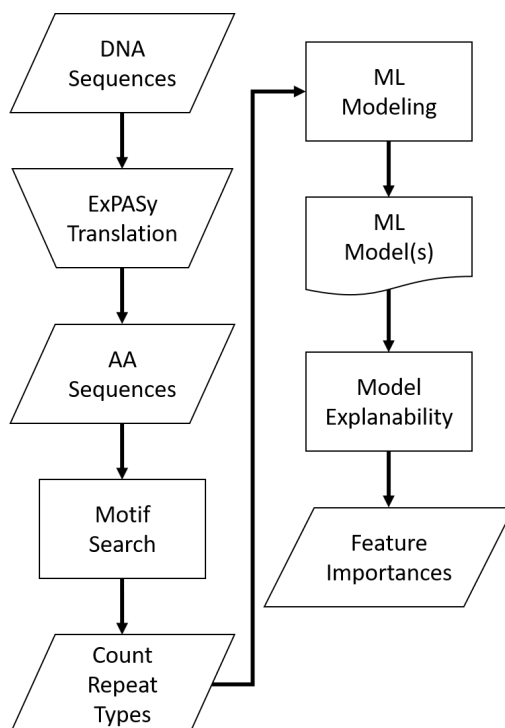 DNA
Sequences
ExPASy
Translation
AA
Sequences
Motif
Search
Count
Repeat
Types
ML
Modeling
ML
Model(s)
Model
Explanability
Feature
Importances